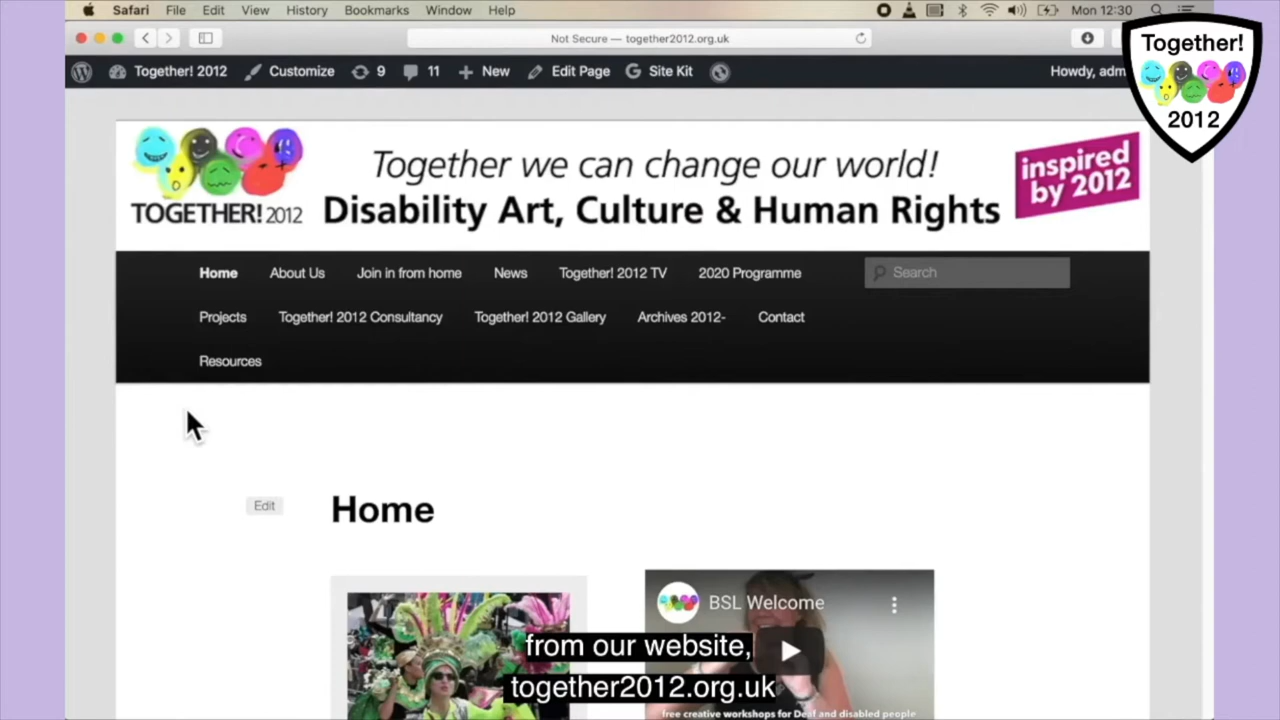 Safari File Edit View History Bookmarks Window Help Mon 12:30
Not Secure — together2012.org.uk
Together! 2012 Customize 9 11 New Edit Page Site Kit Howdy,
Together!
2012
TOGETHER! 2012
Together we can change our world!
Disability Art, Culture & Human Rights
inspired
by 2012
Home About Us Join in from home News Together! 2012 TV 2020 Programme Search
Projects Together! 2012 Consultancy Together! 2012 Gallery Archives 2012- Contact
Resources
Edit
Home
BSL Welcome
from our website,
together2012.org.uk
free creative workshops for Deaf and disabled people